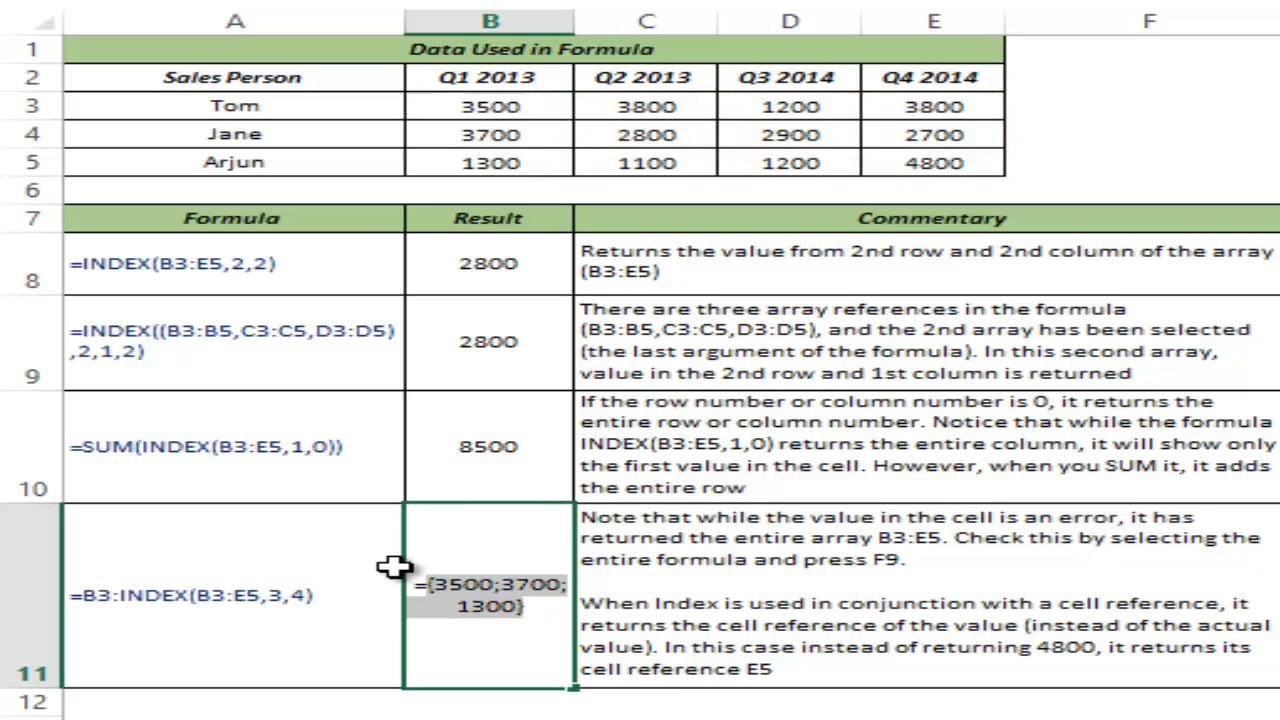 A B C D E F
1 Data Used in Formula
2 Sales Person Q1 2013 Q2 2013 Q3 2014 Q4 2014
3 Tom 3500 3800 1200 3800
4 Jane 3700 2800 2900 2700
5 Arjun 1300 1100 1200 4800
6
7 Formula Result Commentary
8
=INDEX(B3:E5,2,2)
2800
Returns the value from 2nd row and 2nd column of the array
(B3:E5)
9
=INDEX((B3:B5,C3:C5,D3:D5)
,2,1,2)
2800
There are three array references in the formula
(B3:B5,C3:C5,D3:D5), and the 2nd array has been selected
(the last argument of the formula). In this second array,
value in the 2nd row and 1st column is returned
10
=SUM(INDEX(B3:E5,1,0))
8500
If the row number or column number is 0, it returns the
entire row or column number. Notice that while the formula
INDEX(B3:E5,1,0) returns the entire column, it will show only
the first value in the cell. However, when you SUM it, it adds
the entire row
11
=B3:INDEX(B3:E5,3,4)
={3500;3700;
1300}
Note that while the value in the cell is an error, it has
returned the entire array B3:E5. Check this by selecting the
entire formula and press F9.
When Index is used in conjunction with a cell reference, it
returns the cell reference of the value (instead of the actual
value). In this case instead of returning 4800, it returns its
cell reference E5
12